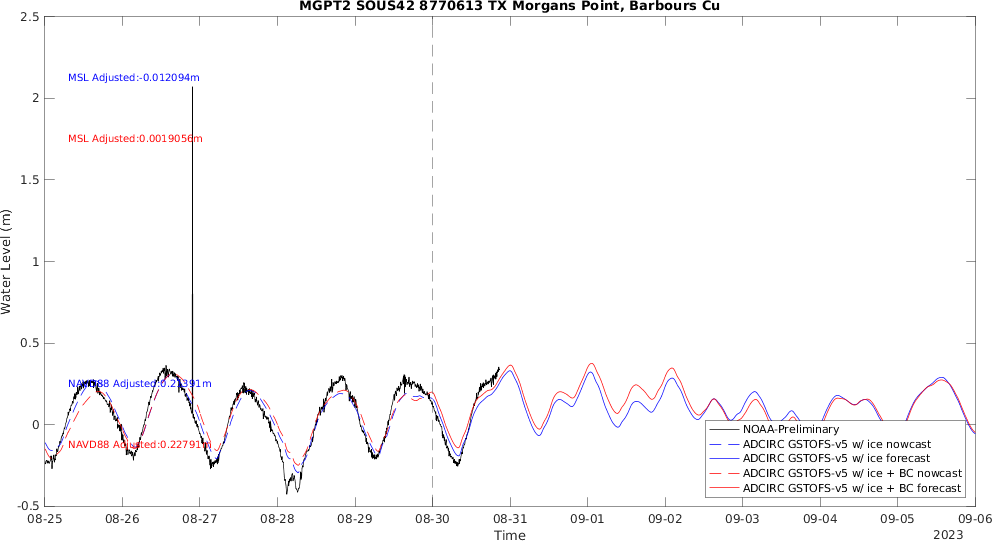 MGPT2 SOUS42 8770613 TX Morgans Point, Barbours Cu
2.5
MSL Adjusted:-0.012094m
2
MSL Adjusted:0.0019056m
1.5
Water Level (m)
1
0.5
NAVD88 Adjusted:0.21391m
0
NAVD88 Adjusted:0.22791m
NOAA-Preliminary
ADCIRC GSTOFS-v5 w/ ice nowcast
ADCIRC GSTOFS-v5 w/ ice forecast
ADCIRC GSTOFS-v5 w/ ice + BC nowcast
ADCIRC GSTOFS-v5 w/ ice + BC forecast
-0.5
08-25 08-26 08-27 08-28 08-29 08-30 08-31 09-01 09-02 09-03 09-04 09-05 09-06
Time
2023